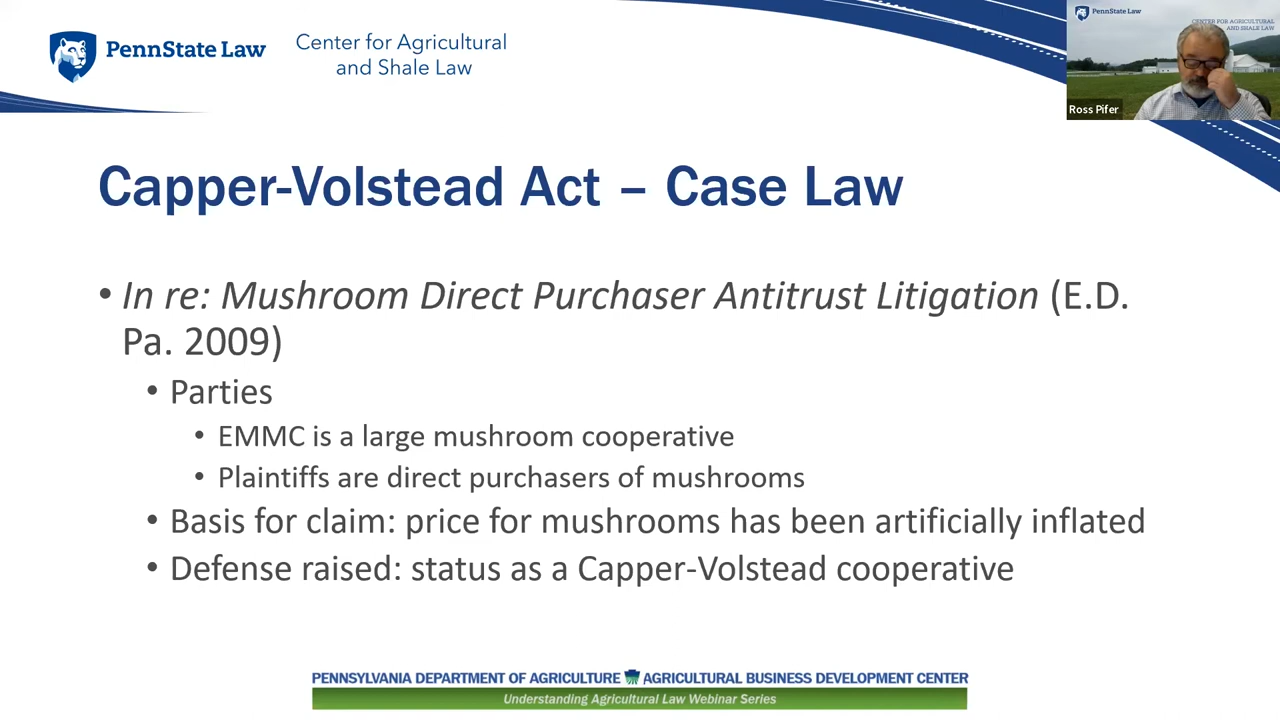 PennState Law
Center for Agricultural
and Shale Law
PennState Law
CENTER FOR AGRICULTURAL
AND SHALE LAW
Ross Pifer
Capper-Volstead Act – Case Law
• In re: Mushroom Direct Purchaser Antitrust Litigation (E.D.
Pa. 2009)
• Parties
• EMMC is a large mushroom cooperative
• Plaintiffs are direct purchasers of mushrooms
• Basis for claim: price for mushrooms has been artificially inflated
• Defense raised: status as a Capper-Volstead cooperative
PENNSYLVANIA DEPARTMENT OF AGRICULTURE AGRICULTURAL BUSINESS DEVELOPMENT CENTER
Understanding Agricultural Law Webinar Series